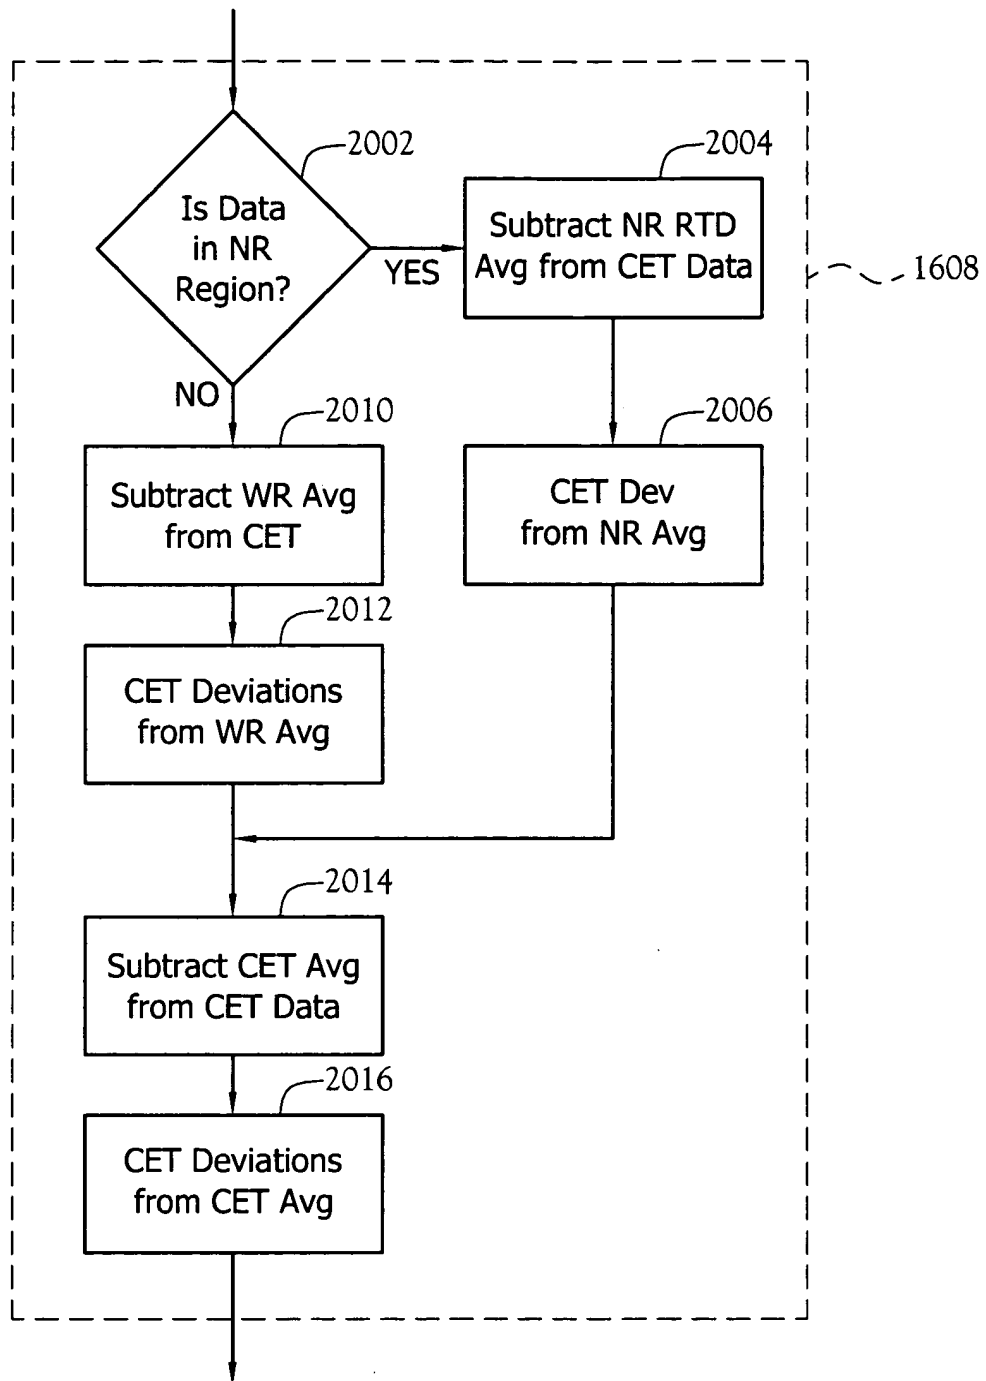 2002
2004
Is Data
in NR
Region?
YES
Subtract NR RTD
Avg from CET Data
1608
NO
2010
2006
Subtract WR Avg
from CET
CET Dev
from NR Avg
2012
CET Deviations
from WR Avg
2014
Subtract CET Avg
from CET Data
2016
CET Deviations
from CET Avg